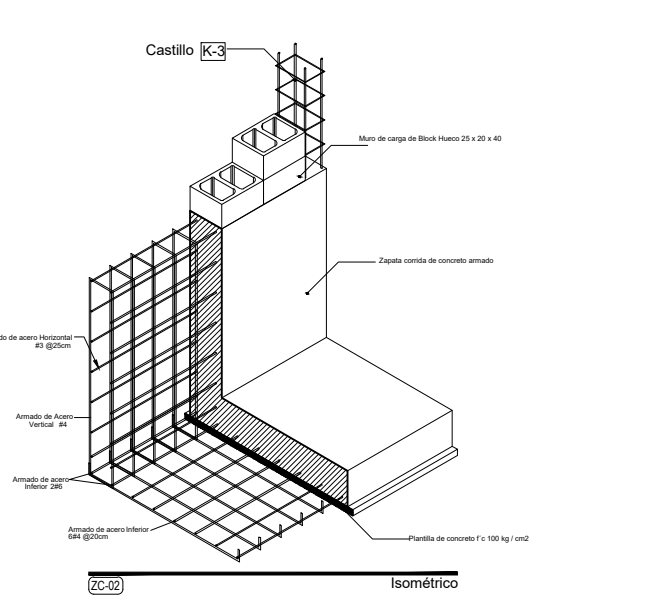 Castillo K-3
Muro de carga de Block Hueco 25 x 20 x 40
Zapata corrida de concreto armado
do de acero Horizontal
#3 @25cm
Armado de Acero
Vertical #4
Armado de acero
Inferior 2#6
Armado de acero Inferior
6#4 @20cm
Plantilla de concreto f´c 100 kg / cm2
ZC-02
Isométrico